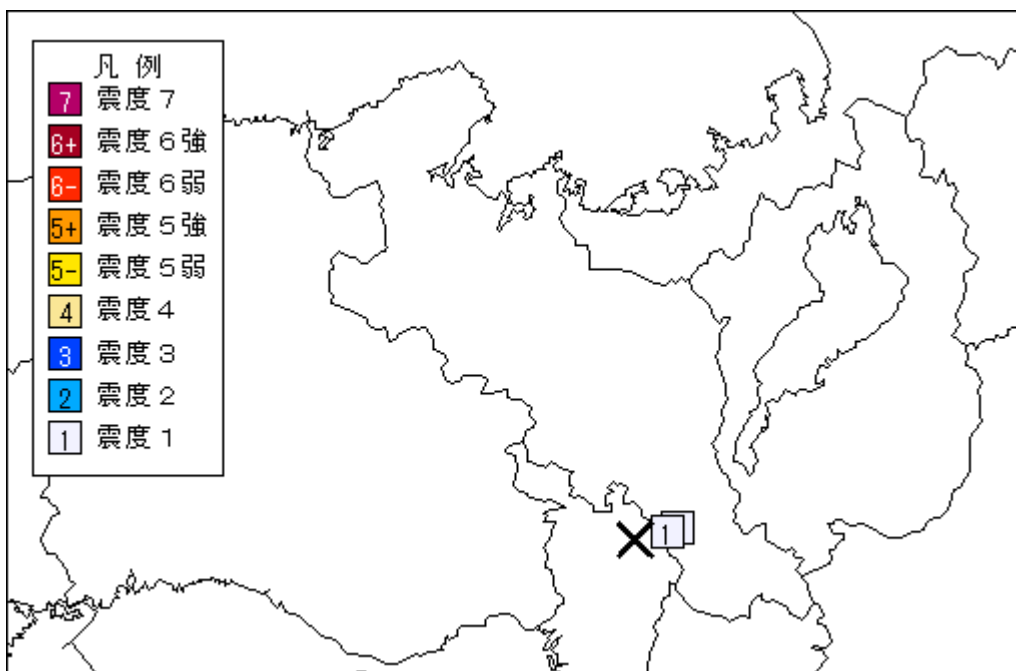 凡 例
7 震度７
6+ 震度６強
6- 震度６弱
5+ 震度５強
5- 震度５弱
4 震度４
3 震度３
2 震度２
1 震度１
1